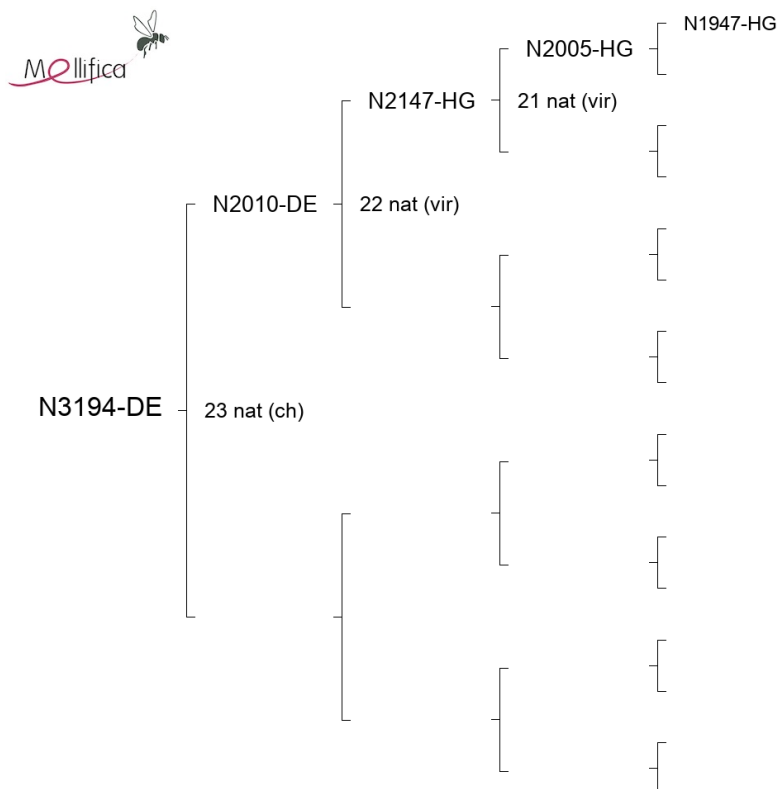 Mellifica
N1947-HG
N2005-HG
N2147-HG
21 nat (vir)
N2010-DE
22 nat (vir)
N3194-DE
23 nat (ch)